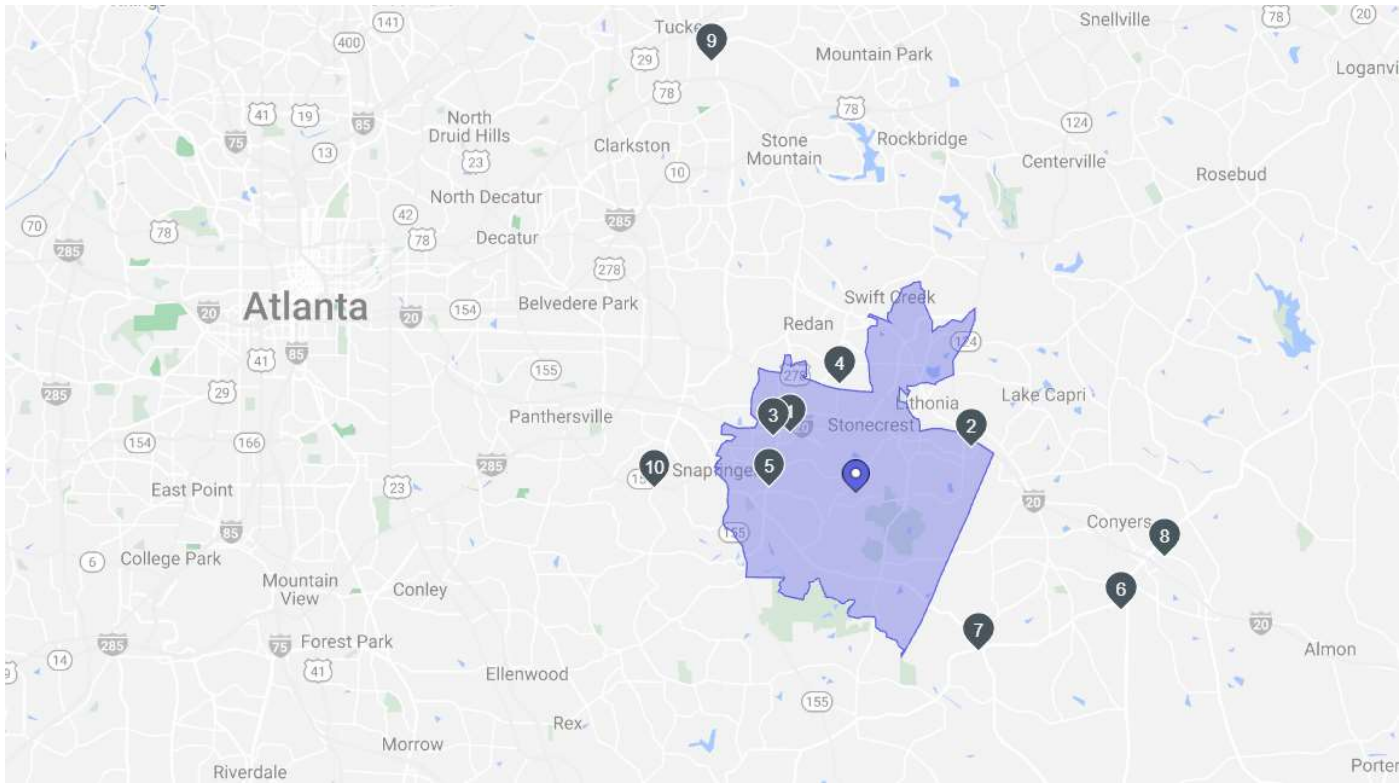 141
20
Snellville
78
Tucke
9
400
Mountain Park
29
Loganvi
78
78
41
19
North
Druid Hills
85
124
75
Stone
Mountain
Rockbridge
Clarkston
13
23
Centerville
10
Rosebud
North Decatur
42
285
70
78
78
Decatur
285
278
Swift Creek
Belvedere Park
Atlanta
20
154
20
Redan
124
85
41
4
155
278
29
285
Lake Capri
Panthersville
3
1
Stonecrest
2
154
166
285
5
10
East Point
23
20
Conyers
8
85
155
College Park
6
Mountain
View
Conley
6
20
7
Forest Park
75
285
14
41
Almon
Ellenwood
155
Rex
Morrow
Riverdale
Porter